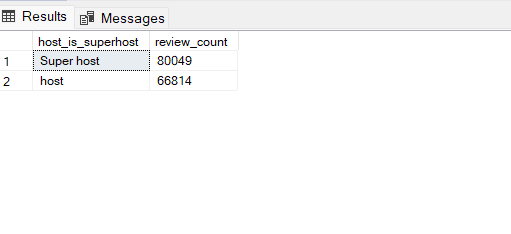 Results Messages
host_is_superhost review_count
1 Super host 80049
2 host 66814